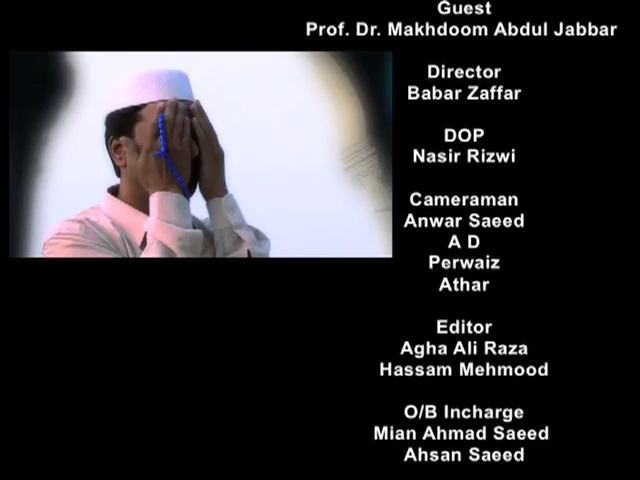 Guest
Prof. Dr. Makhdoom Abdul Jabbar
Director
Babar Zaffar
DOP
Nasir Rizwi
Cameraman
Anwar Saeed
A D
Perwaiz
Athar
Editor
Agha Ali Raza
Hassam Mehmood
O/B Incharge
Mian Ahmad Saeed
Ahsan Saeed